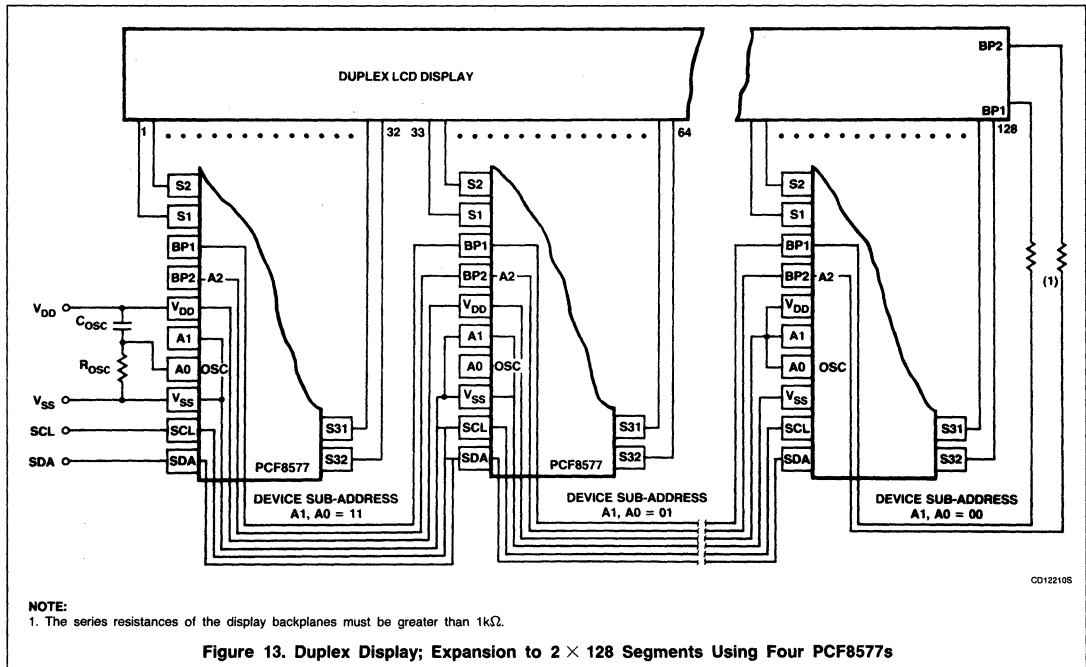 BP2
DUPLEX LCD DISPLAY
BP1
1 32 33 64 128
S2
S1
BP1
BP2 A2
VDD
VDD
COSC
A1
A0 OSC
ROSC
VSS
VSS
SCL
SCL
SDA
SDA
S31
S32
PCF8577
DEVICE SUB-ADDRESS
A1, A0 = 11
S2
S1
BP1
BP2 A2
VDD
A1
A0 OSC
VSS
SCL
SDA
S31
S32
PCF8577
DEVICE SUB-ADDRESS
A1, A0 = 01
S2
S1
BP1
BP2 A2
VDD
A1
A0 OSC
VSS
SCL
SDA
S31
S32
DEVICE SUB-ADDRESS
A1, A0 = 00
(1)
CD12210S
NOTE:
1. The series resistances of the display backplanes must be greater than 1kΩ.
Figure 13. Duplex Display; Expansion to 2 × 128 Segments Using Four PCF8577s